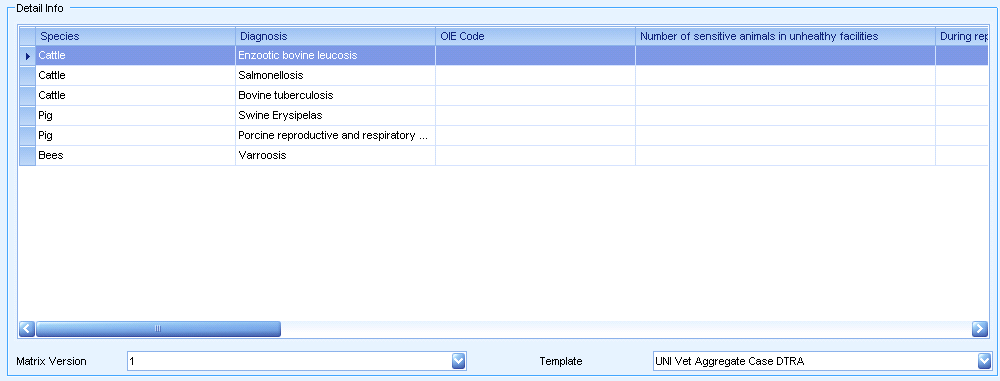 Detail Info
Species Diagnosis OIE Code Number of sensitive animals in unhealthy facilities During rep
Cattle Enzootic bovine leucosis
Cattle Salmonellosis
Cattle Bovine tuberculosis
Pig Swine Erysipelas
Pig Porcine reproductive and respiratory ...
Bees Varroosis
Matrix Version 1 Template UNI Vet Aggregate Case DTRA